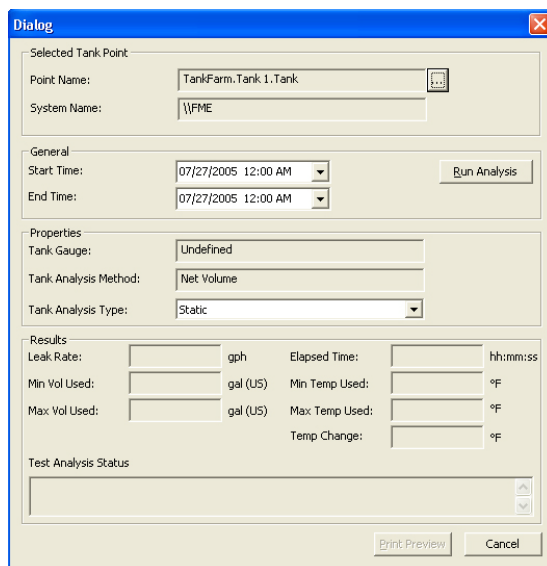 Dialog
Selected Tank Point
Point Name: TankFarm.Tank 1.Tank ...
System Name: \\FME
General
Start Time: 07/27/2005 12:00 AM Run Analysis
End Time: 07/27/2005 12:00 AM
Properties
Tank Gauge: Undefined
Tank Analysis Method: Net Volume
Tank Analysis Type: Static
Results
Leak Rate: gph Elapsed Time: hh:mm:ss
Min Vol Used: gal (US) Min Temp Used: ºF
Max Vol Used: gal (US) Max Temp Used: ºF
Temp Change: ºF
Test Analysis Status
Print Preview Cancel